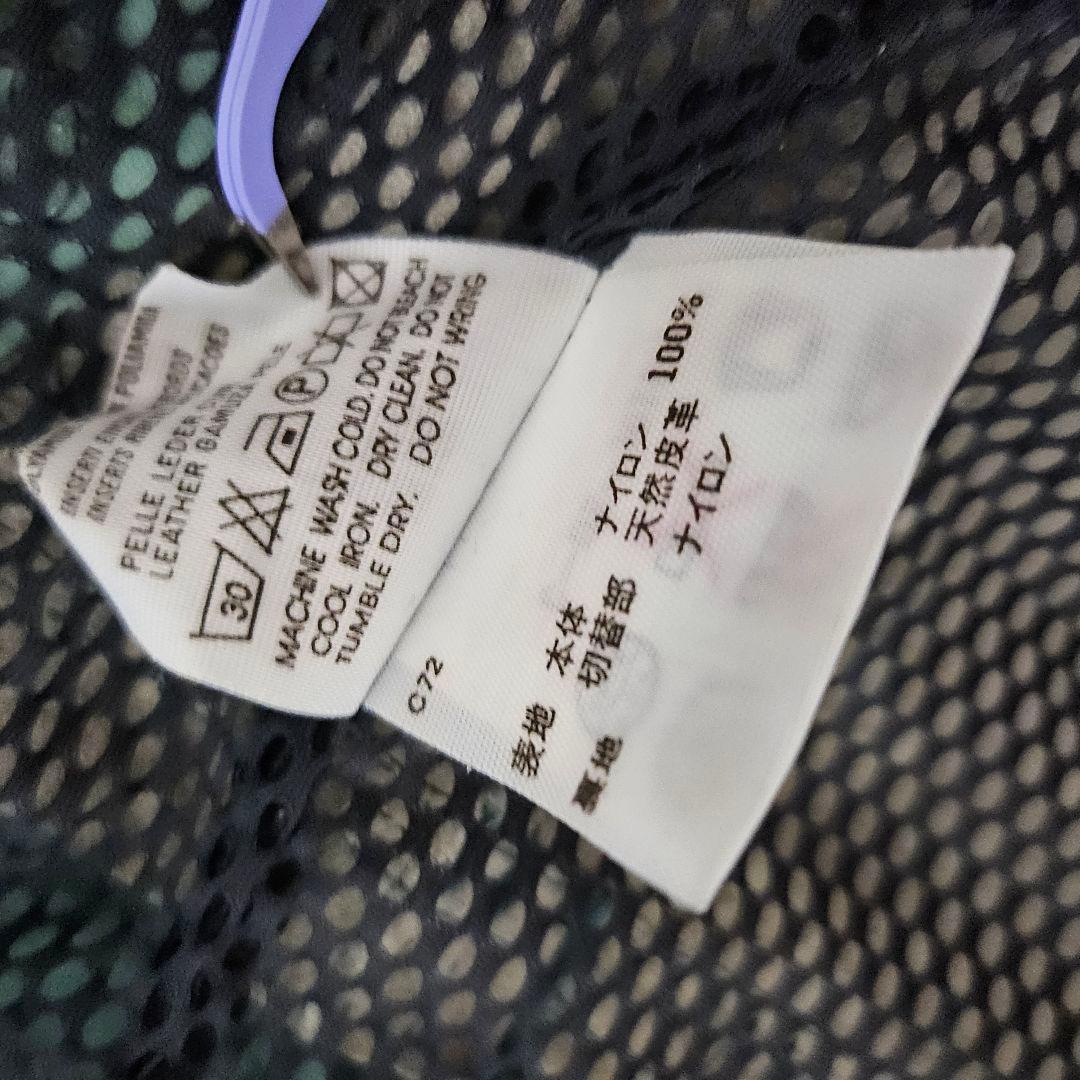 PELLE LEDER
LEATHER GAMUZA
30 P
MACHINE WASH COLD. DO NOT BLEACH
COOL IRON. DRY CLEAN. DO NOT
TUMBLE DRY. DO NOT WRING
C72
表地 本体 ナイロン 100%
切替部 天然皮革
裏地 ナイロン